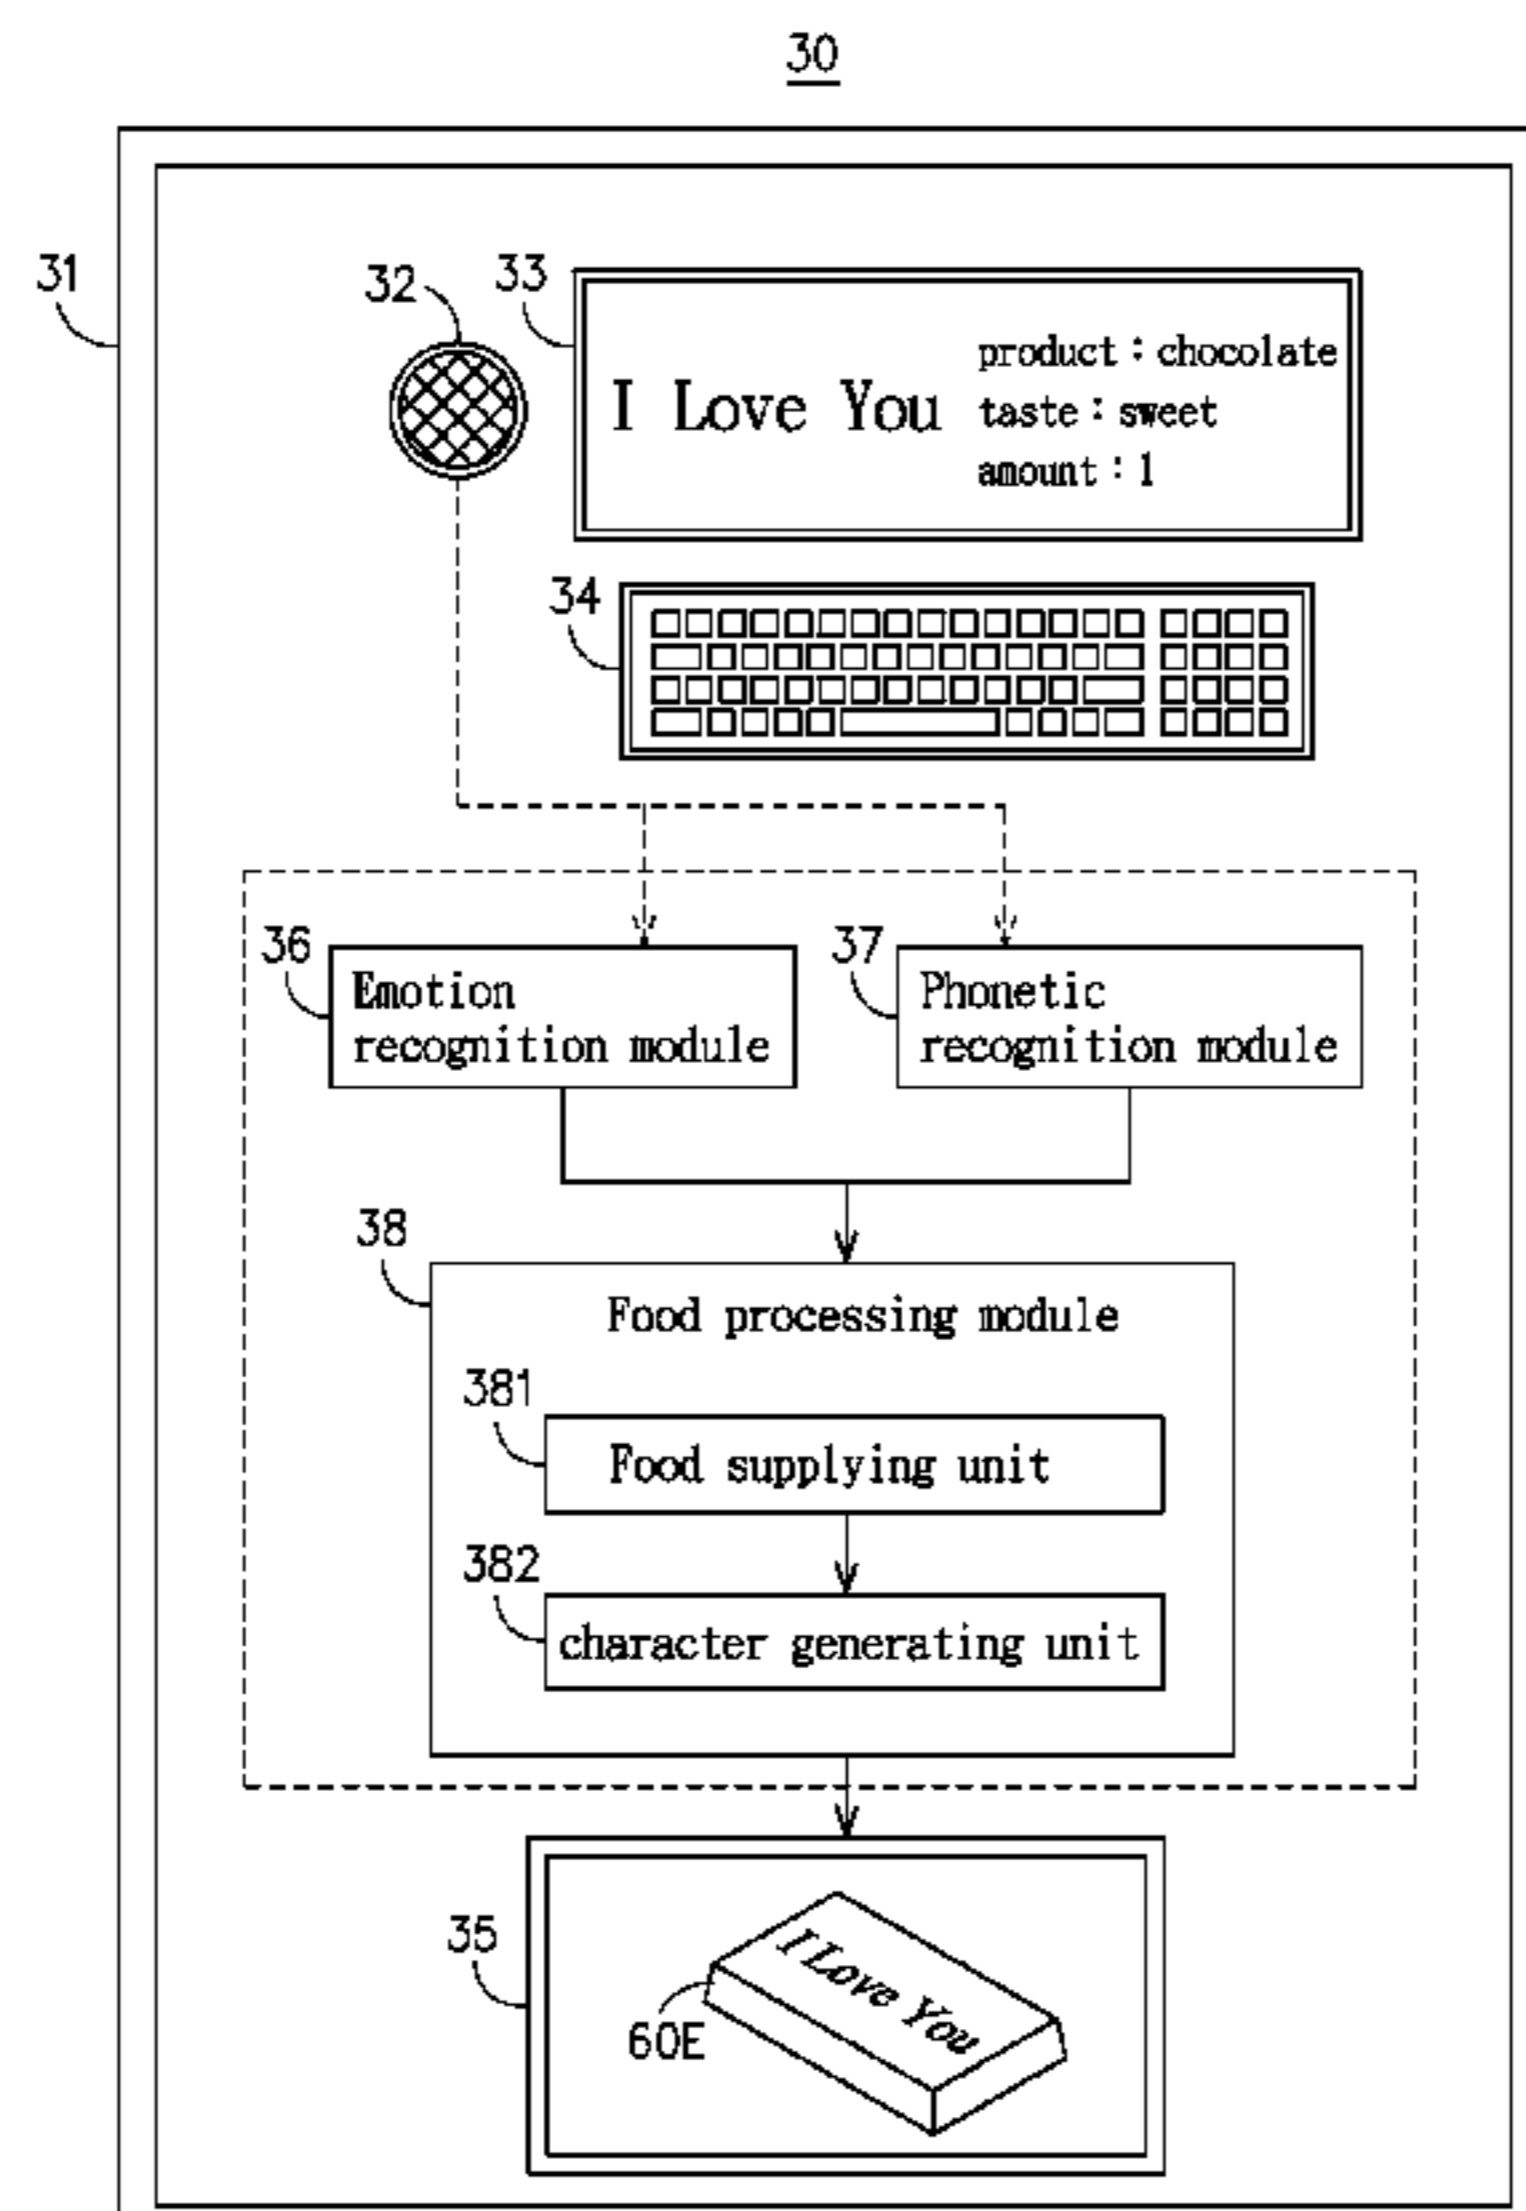 30
31
32
33
I Love You
product：chocolate
taste：sweet
amount：1
34
36
Emotion
recognition module
37
Phonetic
recognition module
38
Food processing module
381
Food supplying unit
382
character generating unit
35
I Love You
60E